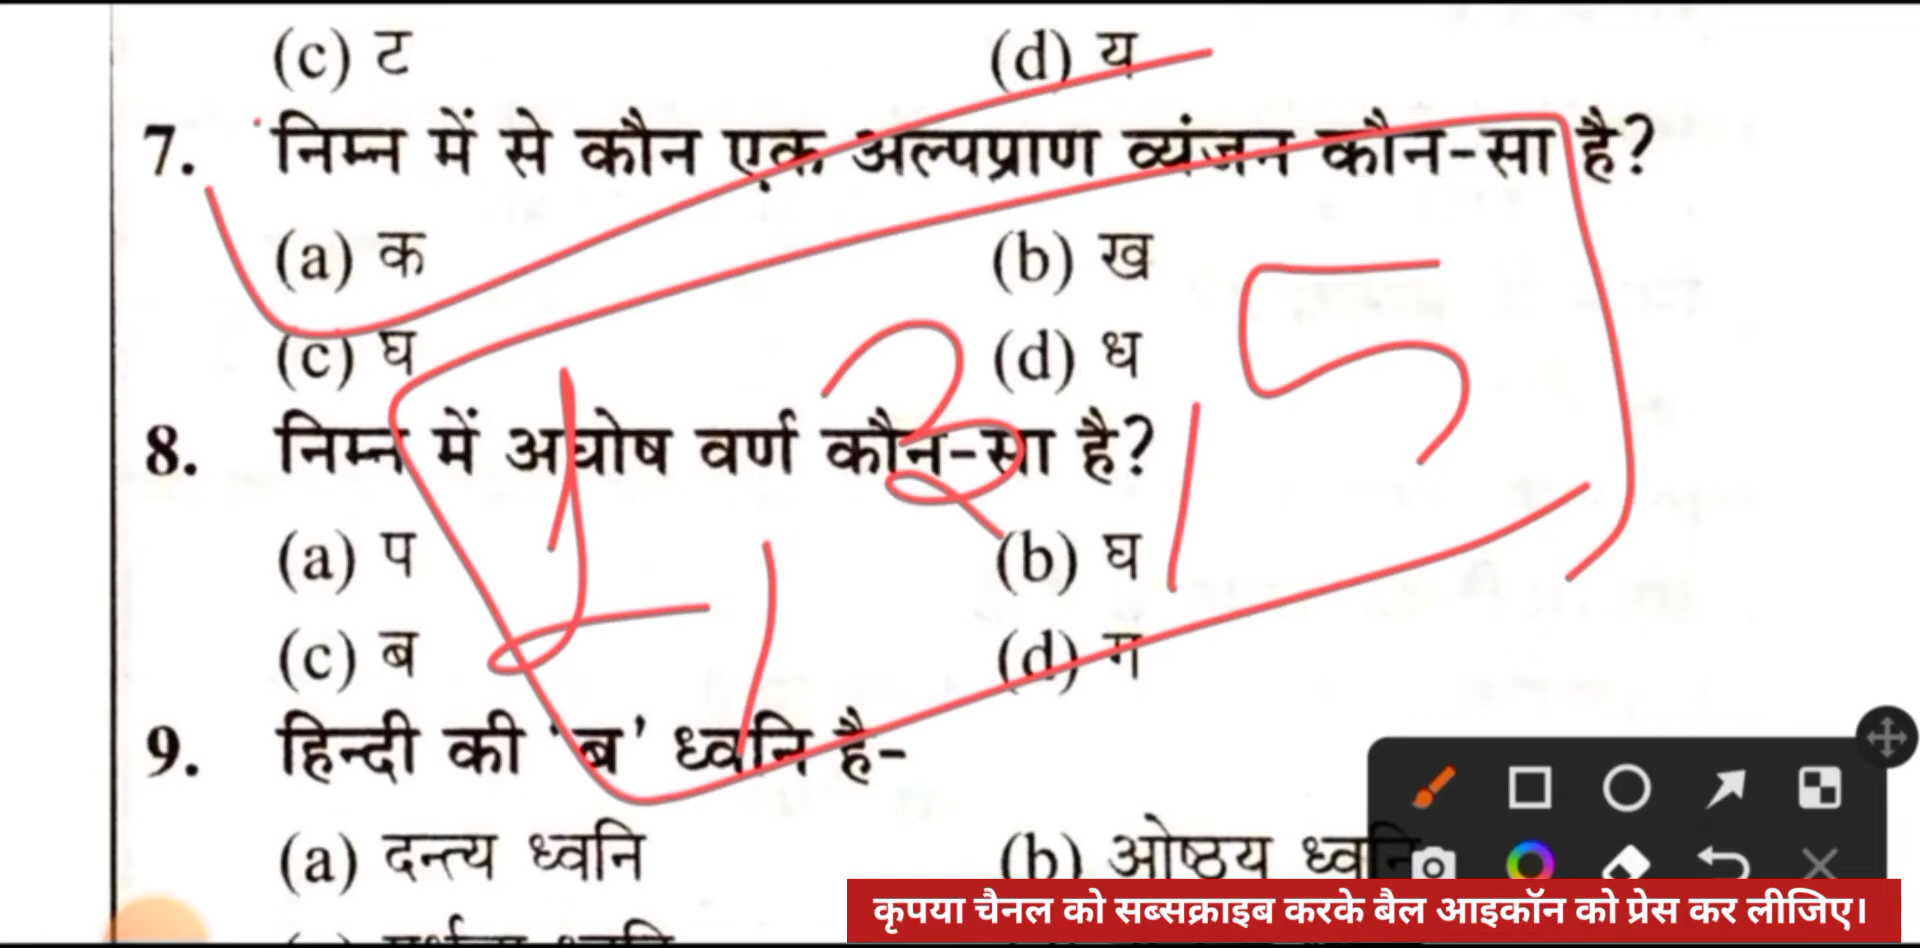 (c) ट (d) य
7. निम्न में से कौन एक अल्पप्राण व्यंजन कौन-सा है?
(a) क (b) ख
(c) घ (d) ध
8. निम्न में अघोष वर्ण कौन-सा है?
(a) प (b) घ
(c) ब (d) ग
9. हिन्दी की 'ब' ध्वनि है-
(a) दन्त्य ध्वनि (b) ओष्ठय ध्वनि
1, 3, 5
कृपया चैनल को सब्सक्राइब करके बैल आइकॉन को प्रेस कर लीजिए।